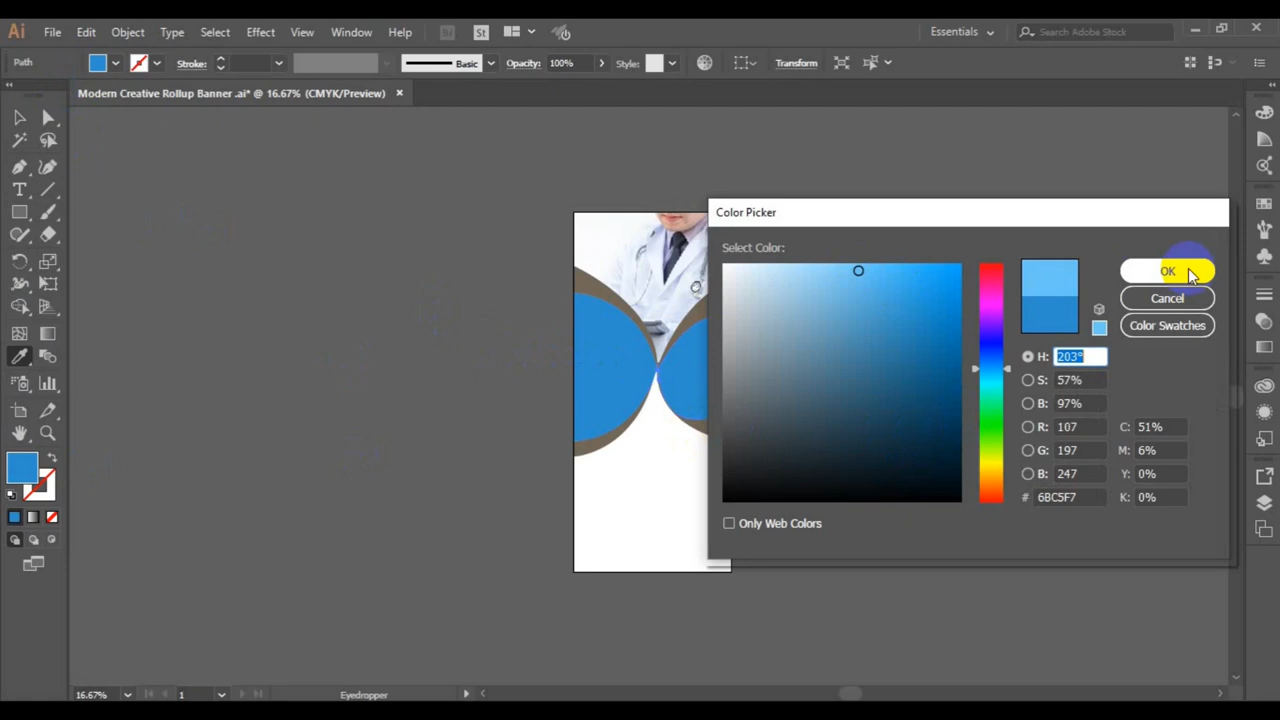 Ai File Edit Object Type Select Effect View Window Help Br St Essentials Search Adobe Stock
Path Stroke: Basic Opacity: 100% Style: Transform
Modern Creative Rollup Banner .ai* @ 16.67% (CMYK/Preview)
Color Picker
Select Color:
OK
Cancel
Color Swatches
H: 203°
S: 57%
B: 97%
R: 107 C: 51%
G: 197 M: 6%
B: 247 Y: 0%
# 6BC5F7 K: 0%
Only Web Colors
16.67% 1 Eyedropper